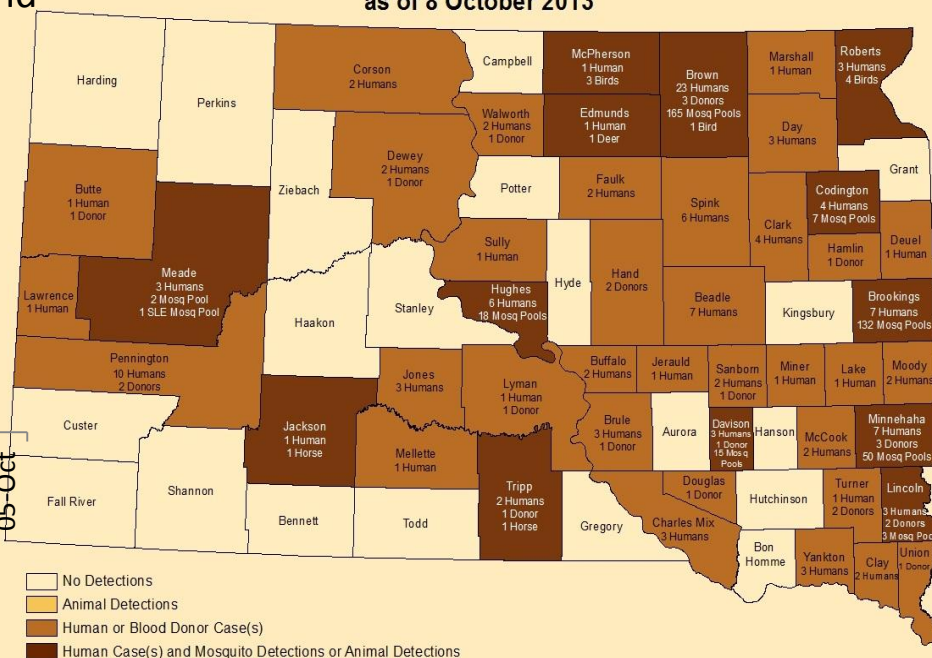 as of 8 October 2013
Harding
Perkins
Corson
2 Humans
Campbell
McPherson
1 Human
3 Birds
Brown
23 Humans
3 Donors
165 Mosq Pools
1 Bird
Marshall
1 Human
Roberts
3 Humans
4 Birds
Walworth
2 Humans
1 Donor
Edmunds
1 Human
1 Deer
Day
3 Humans
Grant
Butte
1 Human
1 Donor
Ziebach
Dewey
2 Humans
1 Donor
Potter
Faulk
2 Humans
Spink
6 Humans
Clark
4 Humans
Codington
4 Humans
7 Mosq Pools
Hamlin
1 Donor
Deuel
1 Human
Meade
3 Humans
2 Mosq Pool
1 SLE Mosq Pool
Lawrence
1 Human
Haakon
Stanley
Sully
1 Human
Hughes
6 Humans
18 Mosq Pools
Hyde
Hand
2 Donors
Beadle
7 Humans
Kingsbury
Brookings
7 Humans
132 Mosq Pools
Pennington
10 Humans
2 Donors
Jones
3 Humans
Lyman
1 Human
1 Donor
Buffalo
2 Humans
Jerauld
1 Human
Sanborn
2 Humans
1 Donor
Miner
1 Human
Lake
1 Human
Moody
2 Humans
Custer
Jackson
1 Human
1 Horse
Mellette
1 Human
Brule
3 Humans
1 Donor
Aurora
Davison
3 Humans
1 Donor
15 Mosq
Pools
Hanson
McCook
2 Humans
Minnehaha
7 Humans
3 Donors
50 Mosq Pools
05-Oct
Fall River
Shannon
Bennett
Todd
Tripp
2 Humans
1 Donor
1 Horse
Gregory
Charles Mix
3 Humans
Douglas
1 Donor
Hutchinson
Turner
1 Human
2 Donors
Lincoln
3 Humans
2 Donors
3 Mosq Poo
Bon
Homme
Yankton
3 Humans
Clay
2 Humans
Union
1 Donor
No Detections
Animal Detections
Human or Blood Donor Case(s)
Human Case(s) and Mosquito Detections or Animal Detections